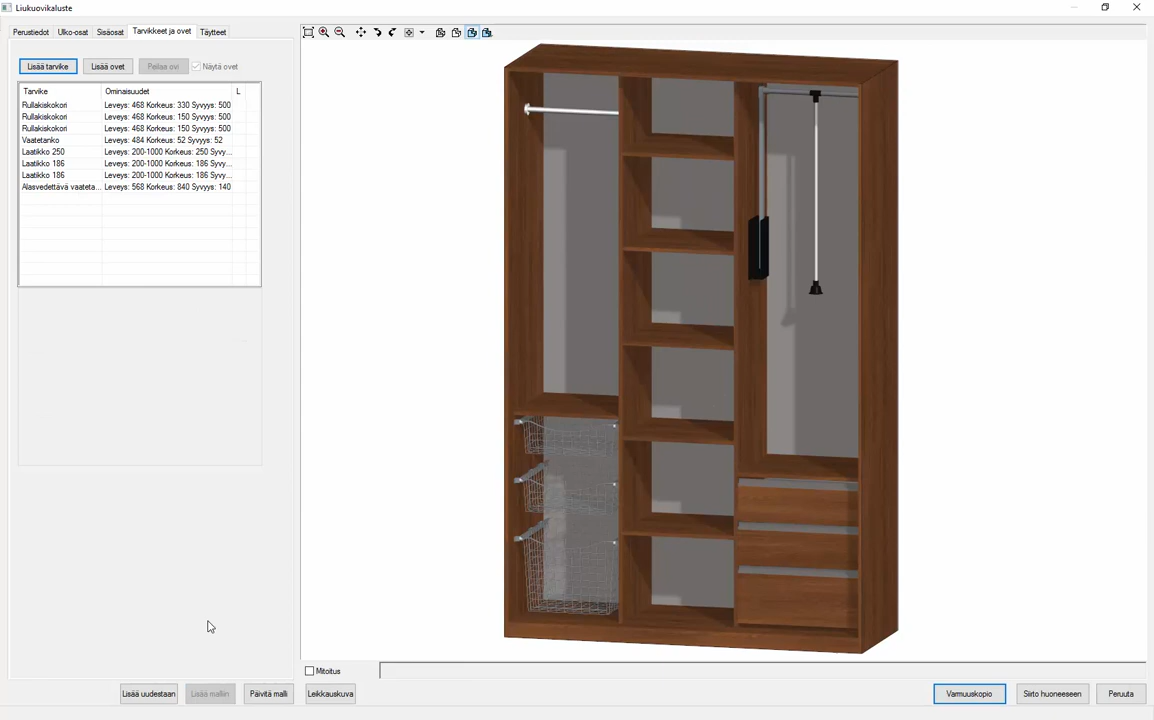 Liukuovikaluste
Perustiedot Ulko-osat Sisäosat Tarvikkeet ja ovet Täytteet
Lisää tarvike Lisää ovet Peilaa ovi Näytä ovet
Tarvike Ominaisuudet L
Rullakiskokori Leveys: 468 Korkeus: 330 Syvyys: 500
Rullakiskokori Leveys: 468 Korkeus: 150 Syvyys: 500
Rullakiskokori Leveys: 468 Korkeus: 150 Syvyys: 500
Vaatetanko Leveys: 484 Korkeus: 52 Syvyys: 52
Laatikko 250 Leveys: 200-1000 Korkeus: 250 Syvy...
Laatikko 186 Leveys: 200-1000 Korkeus: 186 Syvy...
Laatikko 186 Leveys: 200-1000 Korkeus: 186 Syvy...
Alasvedettävä vaateta... Leveys: 568 Korkeus: 840 Syvyys: 140
Mitoitus
Lisää uudestaan Lisää malliin Päivitä malli Leikkauskuva Varmuuskopio Siirto huoneeseen Peruuta